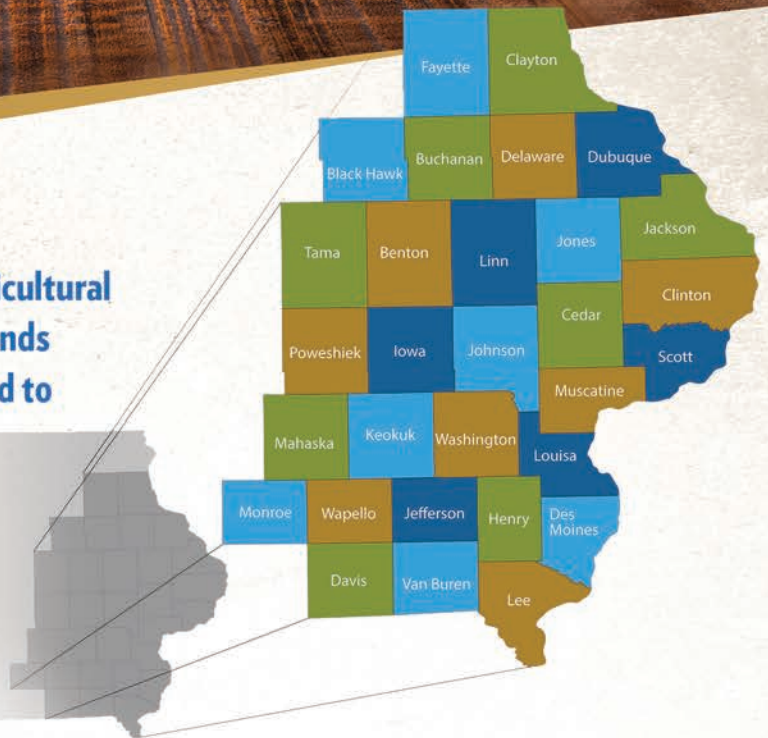 Fayette
Clayton
Black Hawk
Buchanan
Delaware
Dubuque
Tama
Benton
Linn
Jones
Jackson
Clinton
Cedar
Poweshiek
Iowa
Johnson
Scott
Muscatine
Mahaska
Keokuk
Washington
Louisa
Monroe
Wapello
Jefferson
Henry
Des
Moines
Davis
Van Buren
Lee
icultural
nds
d to